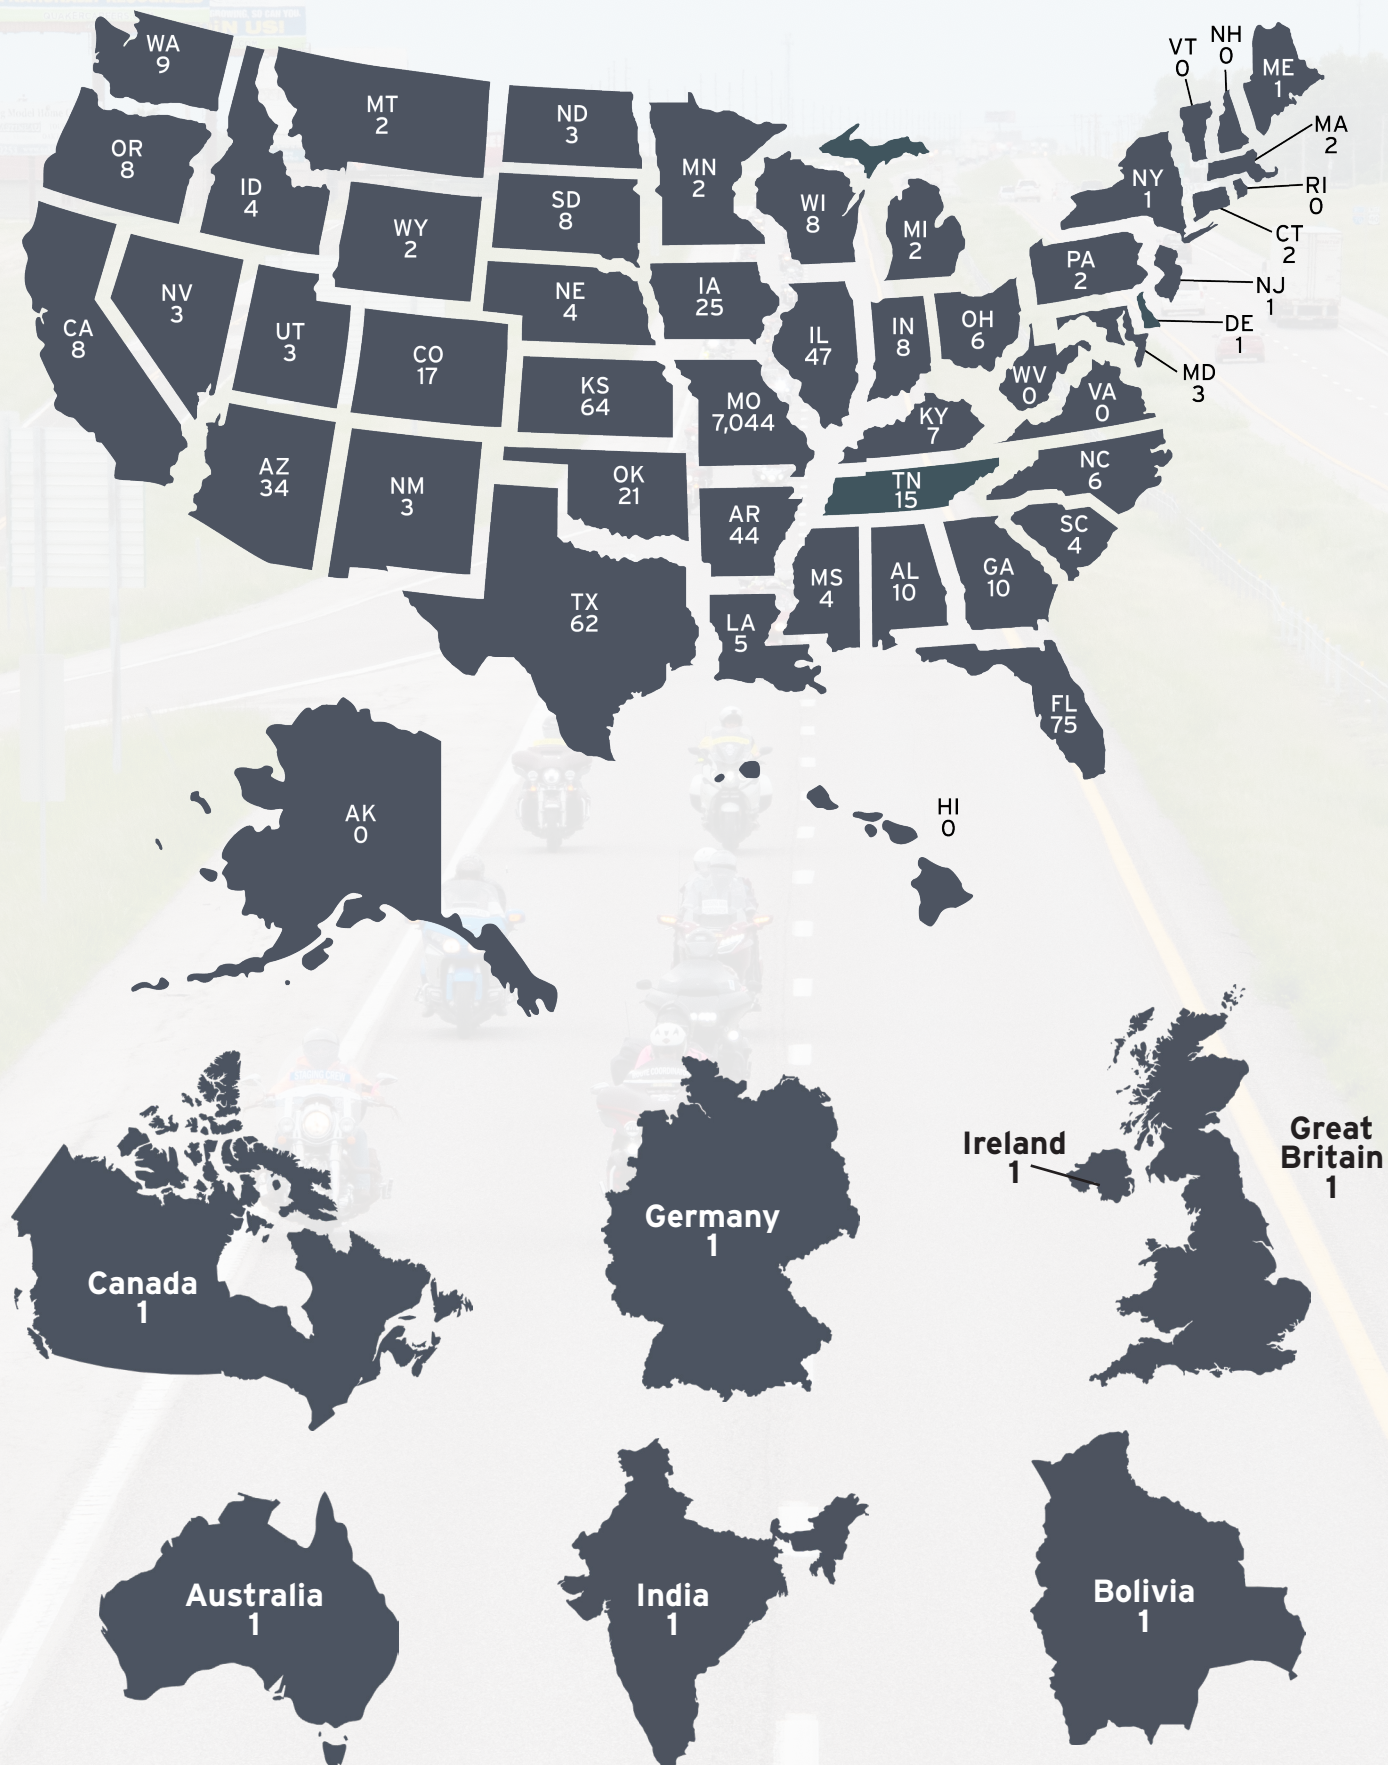 WA
9
OR
8
CA
8
ID
4
NV
3
MT
2
WY
2
UT
3
AZ
34
CO
17
NM
3
ND
3
SD
8
NE
4
KS
64
OK
21
TX
62
MN
2
IA
25
MO
7,044
AR
44
LA
5
WI
8
IL
47
MI
2
IN
8
OH
6
KY
7
TN
15
MS
4
AL
10
GA
10
FL
75
SC
4
NC
6
VA
0
WV
0
PA
2
NY
1
VT
0
NH
0
ME
1
MA
2
RI
0
CT
2
NJ
1
DE
1
MD
3
AK
0
HI
0
Canada
1
Germany
1
Ireland
1
Great
Britain
1
Australia
1
India
1
Bolivia
1